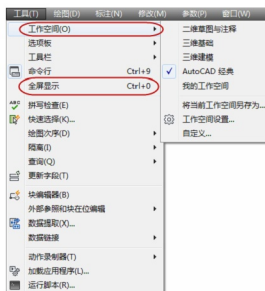 工具(T) 绘图(D) 标注(N) 修改(M) 参数(P) 窗口(W)
工作空间(O)
选项板
工具栏
命令行 Ctrl+9
全屏显示 Ctrl+0
拼写检查(E)
快速选择(K)...
绘图次序(D)
隔离(I)
查询(Q)
更新字段(T)
块编辑器(B)
外部参照和块在位编辑
数据提取(X)...
数据链接
动作录制器(T)
加载应用程序(L)...
运行脚本(R)...
二维草图与注释
三维基础
三维建模
AutoCAD 经典
我的工作空间
将当前工作空间另存为...
工作空间设置...
自定义...